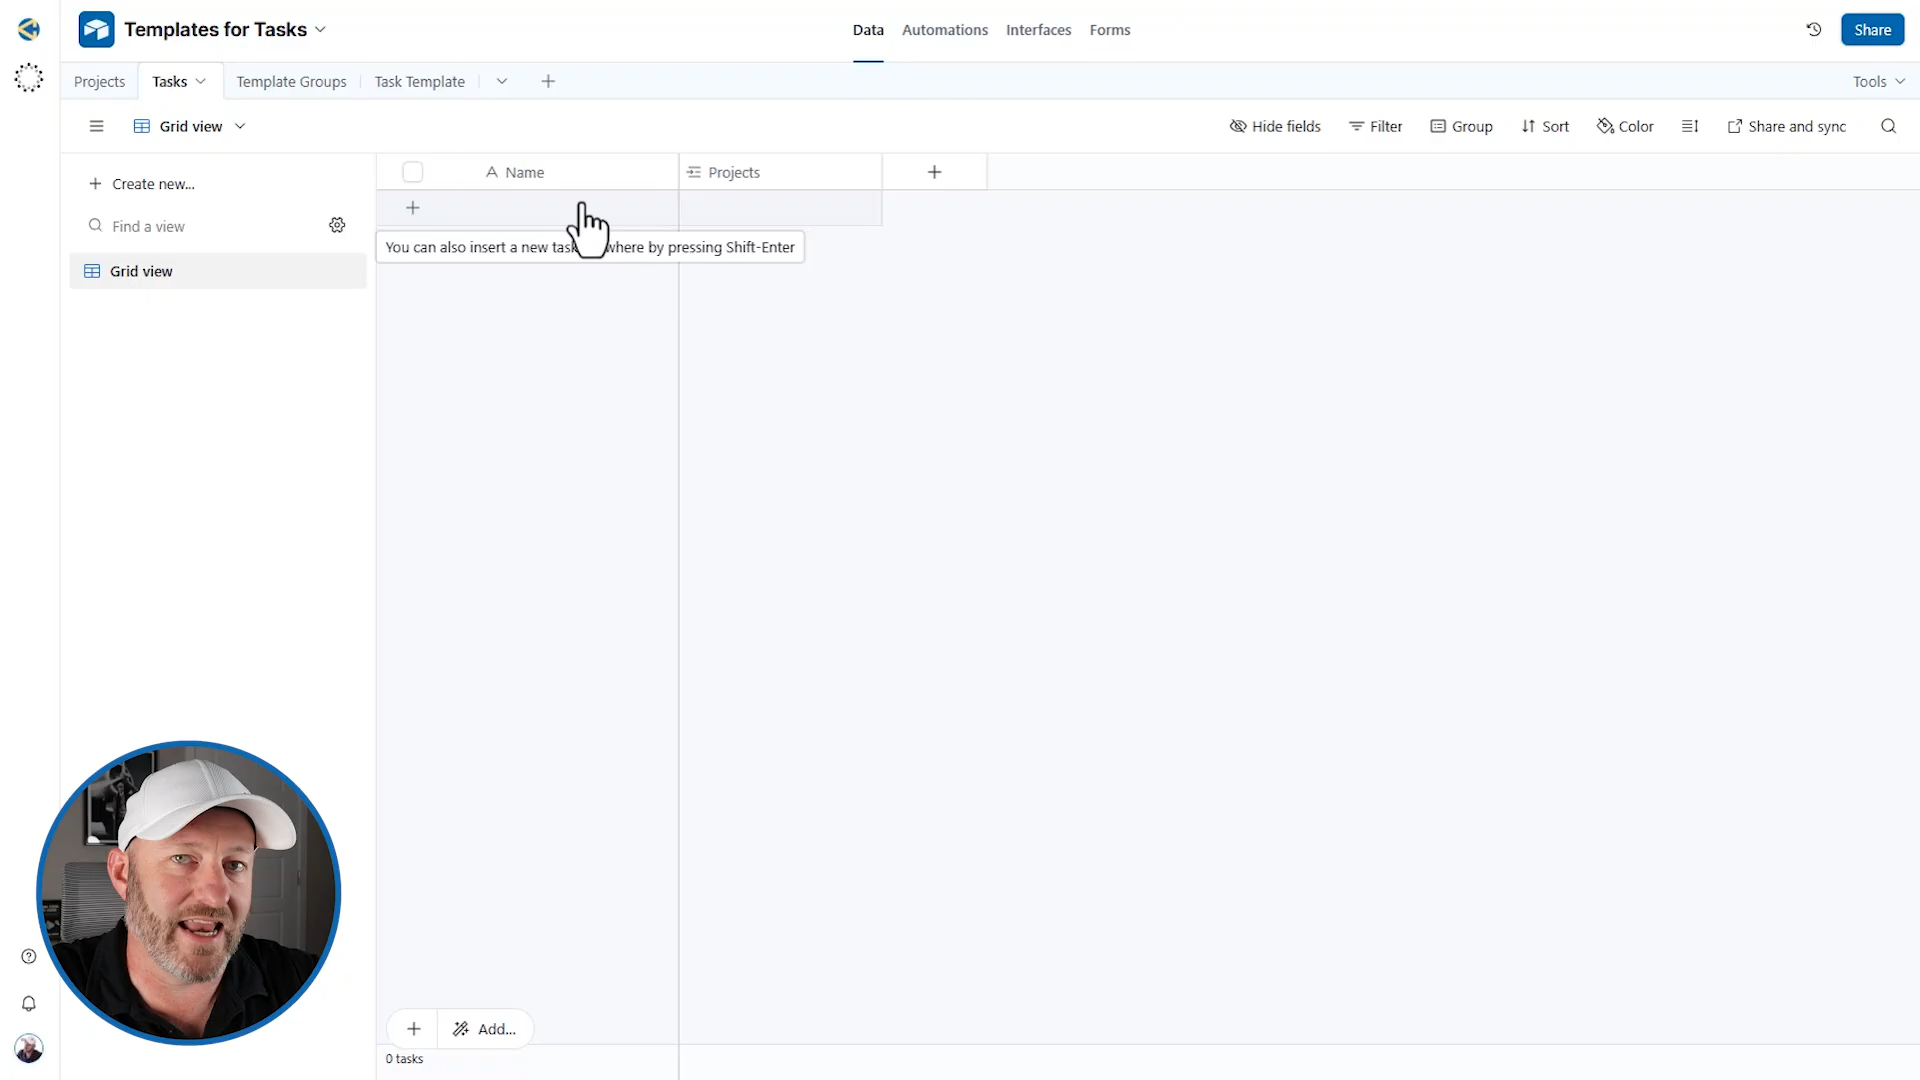 Templates for Tasks
Data
Automations
Interfaces
Forms
Share
Projects
Tasks
Template Groups
Task Template
Tools
Grid view
Hide fields
Filter
Group
Sort
Color
Share and sync
Create new...
Find a view
Grid view
Name
Projects
You can also insert a new task where by pressing Shift-Enter
Add...
0 tasks